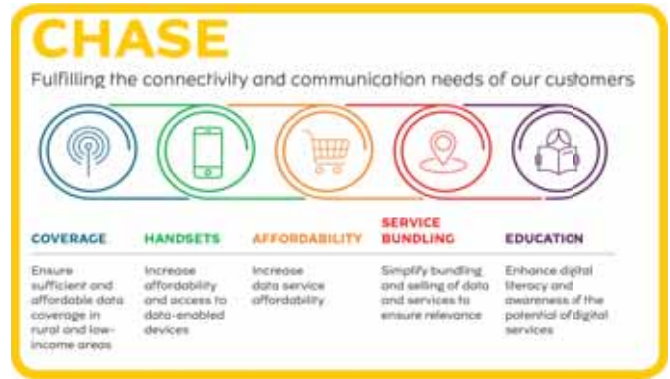 CHASE
Fulfilling the connectivity and communication needs of our customers
COVERAGE
Ensure
sufficient and
affordable data
coverage in
rural and low-
income areas
HANDSETS
Increase
affordability
and access to
data-enabled
devices
AFFORDABILITY
Increase
data service
affordability
SERVICE
BUNDLING
Simplify bundling
and selling of data
and services to
ensure relevance
EDUCATION
Enhance digital
literacy and
awareness of the
potential of digital
services